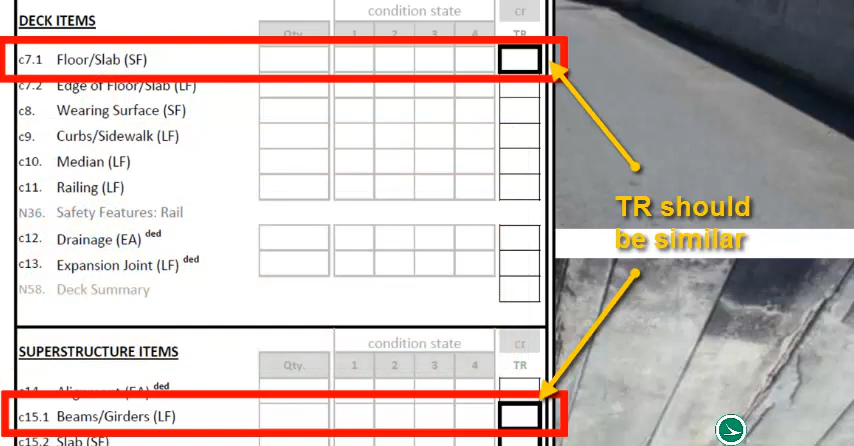 DECK ITEMS
condition state
cr
Qty.
1
2
3
4
TR
c7.1 Floor/Slab (SF)
c7.2 Edge of Floor/Slab (LF)
c8. Wearing Surface (SF)
c9. Curbs/Sidewalk (LF)
c10. Median (LF)
c11. Railing (LF)
N36. Safety Features: Rail
c12. Drainage (EA) ded
c13. Expansion Joint (LF) ded
N58. Deck Summary
TR should
be similar
SUPERSTRUCTURE ITEMS
condition state
cr
Qty.
1
2
3
4
TR
c14. Alignment (EA) ded
c15.1 Beams/Girders (LF)
c15.2 Slab (SF)